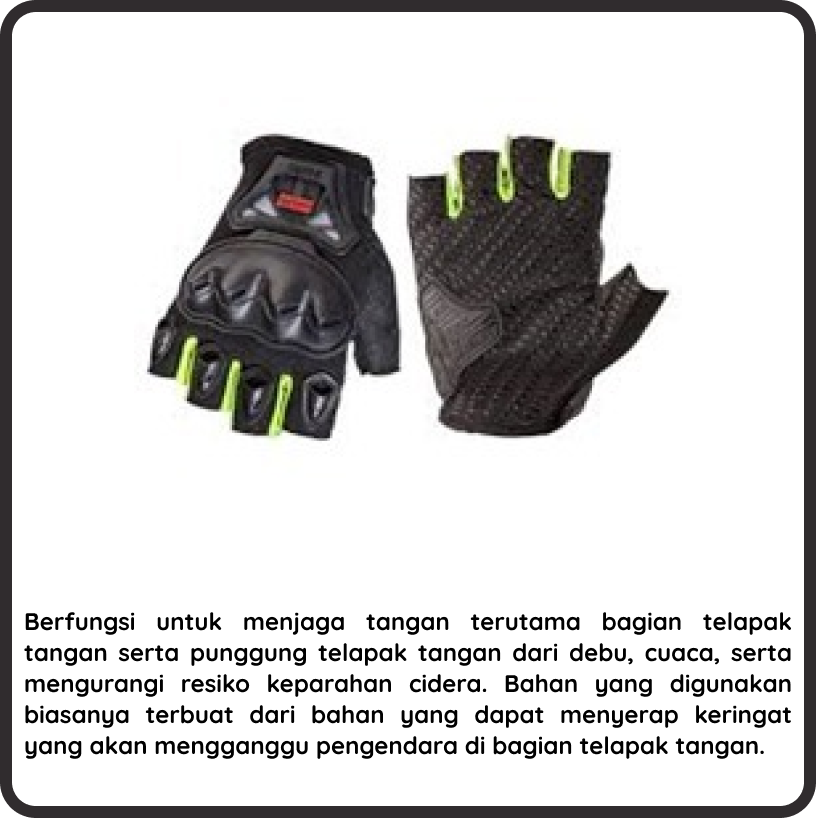 Berfungsi untuk menjaga tangan terutama bagian telapak
tangan serta punggung telapak tangan dari debu, cuaca, serta
mengurangi resiko keparahan cidera. Bahan yang digunakan
biasanya terbuat dari bahan yang dapat menyerap keringat
yang akan mengganggu pengendara di bagian telapak tangan.